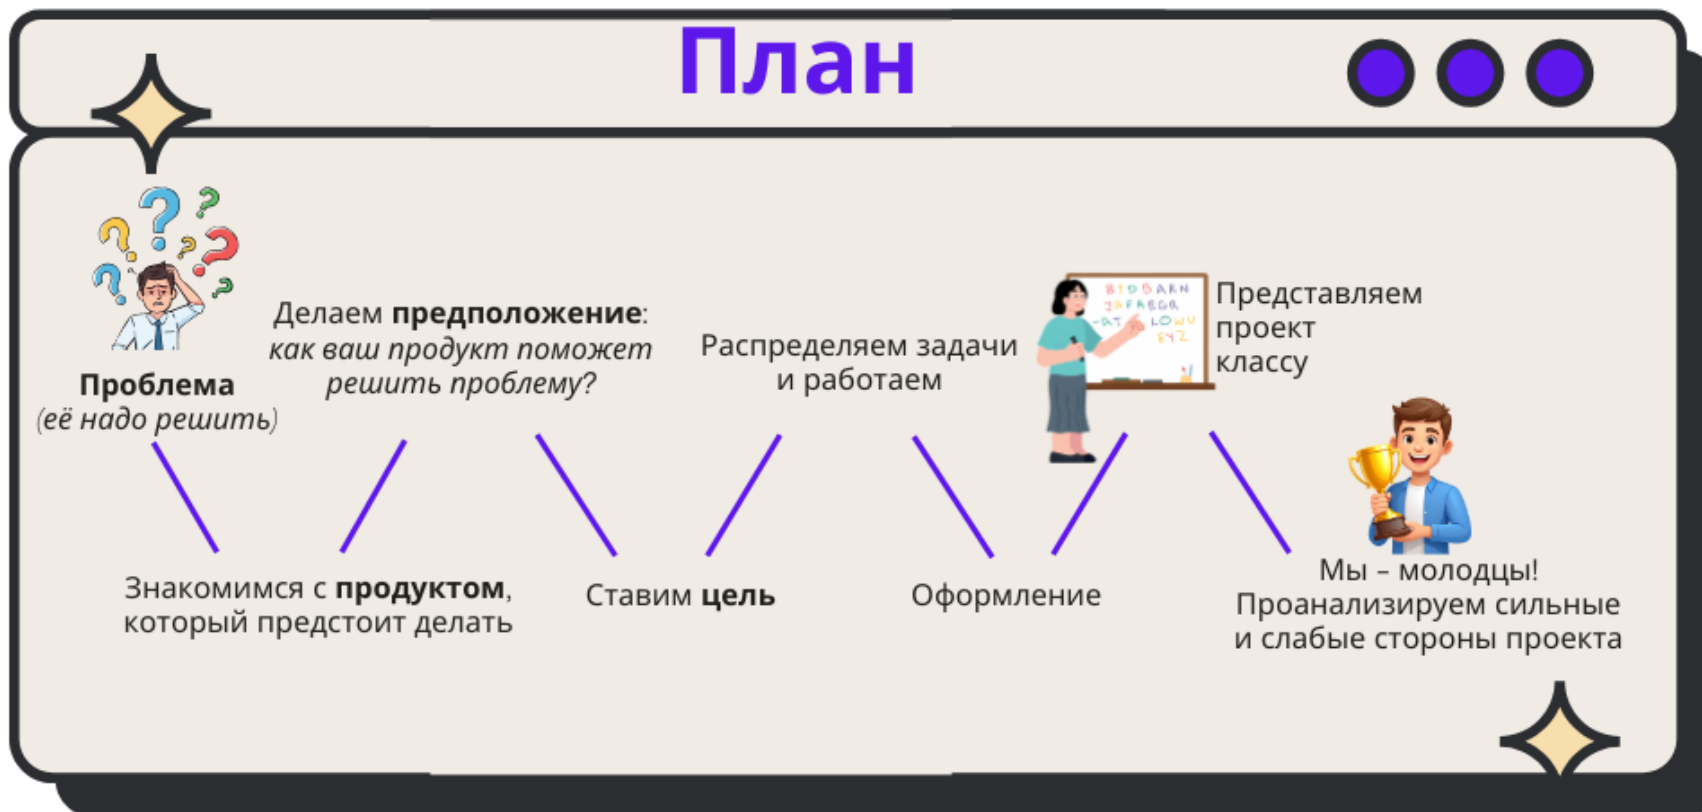 План
Проблема
(её надо решить)
Знакомимся с продуктом,
который предстоит делать
Делаем предположение:
как ваш продукт поможет
решить проблему?
Ставим цель
Распределяем задачи
и работаем
Оформление
Представляем
проект
классу
Мы – молодцы!
Проанализируем сильные
и слабые стороны проекта